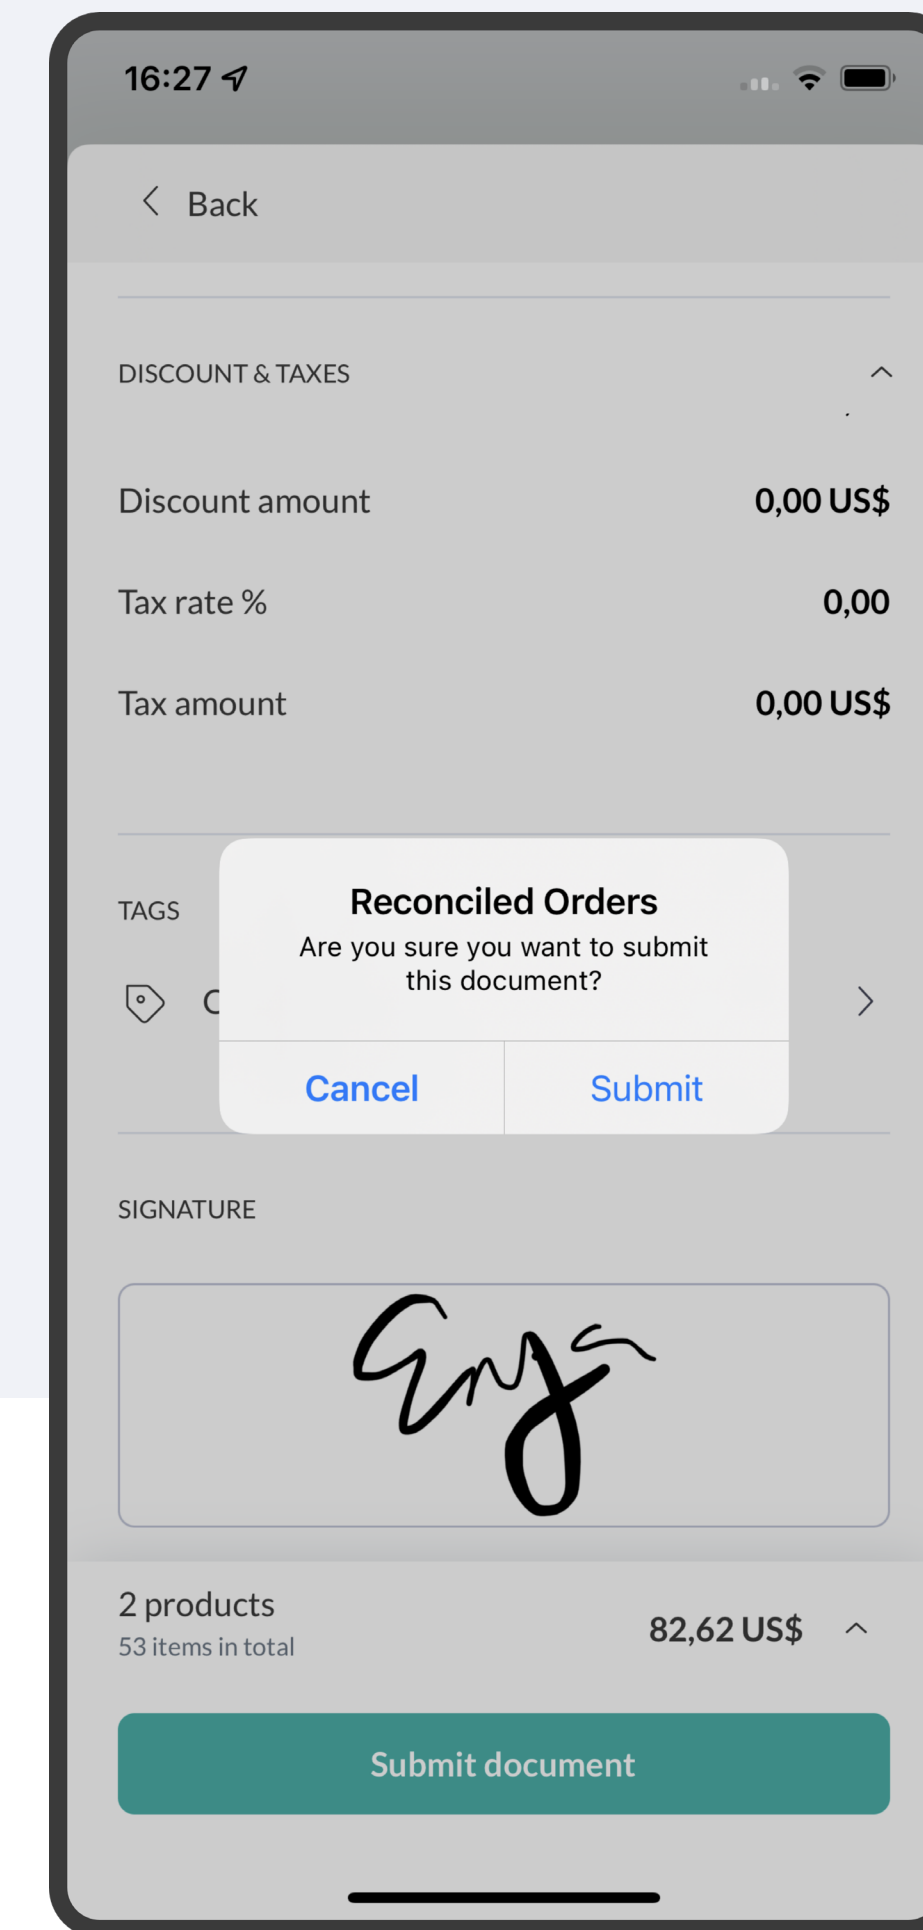 16:27
Back
DISCOUNT & TAXES
Discount amount 0,00 US$
Tax rate % 0,00
Tax amount 0,00 US$
TAGS
Reconciled Orders
Are you sure you want to submit
this document?
Cancel Submit
SIGNATURE
2 products
53 items in total
82,62 US$
Submit document